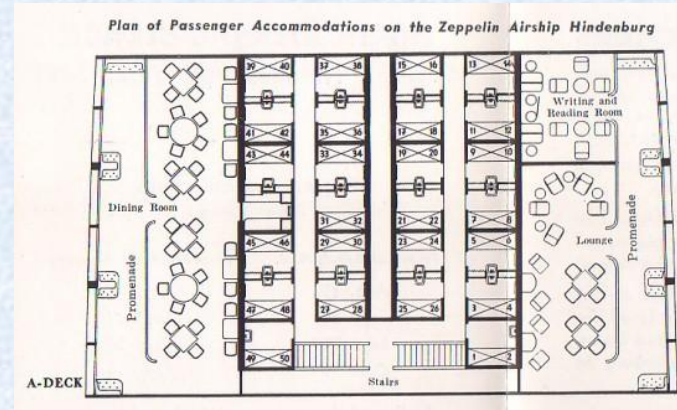 Plan of Passenger Accommodations on the Zeppelin Airship Hindenburg
39 40 37 38 15 16 13 14
Writing and
Reading Room
41 42 35 36 17 18 11 12
43 44 33 34 19 20 9 10
Dining Room
31 32 21 22 7 8
45 46 29 30 23 24 5 6
Lounge
Promenade
Promenade
47 48 27 28 25 26 3 4
49 50 1 2
A-DECK
Stairs